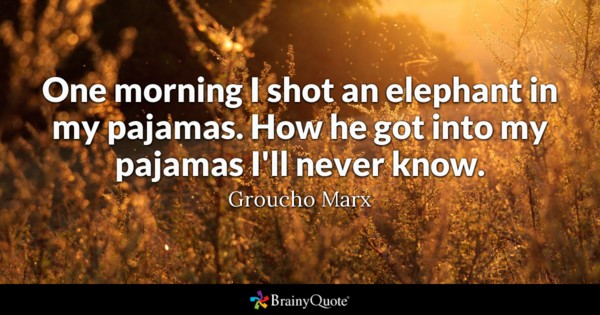 One morning I shot an elephant in
my pajamas. How he got into my
pajamas I'll never know.
Groucho Marx
BrainyQuote